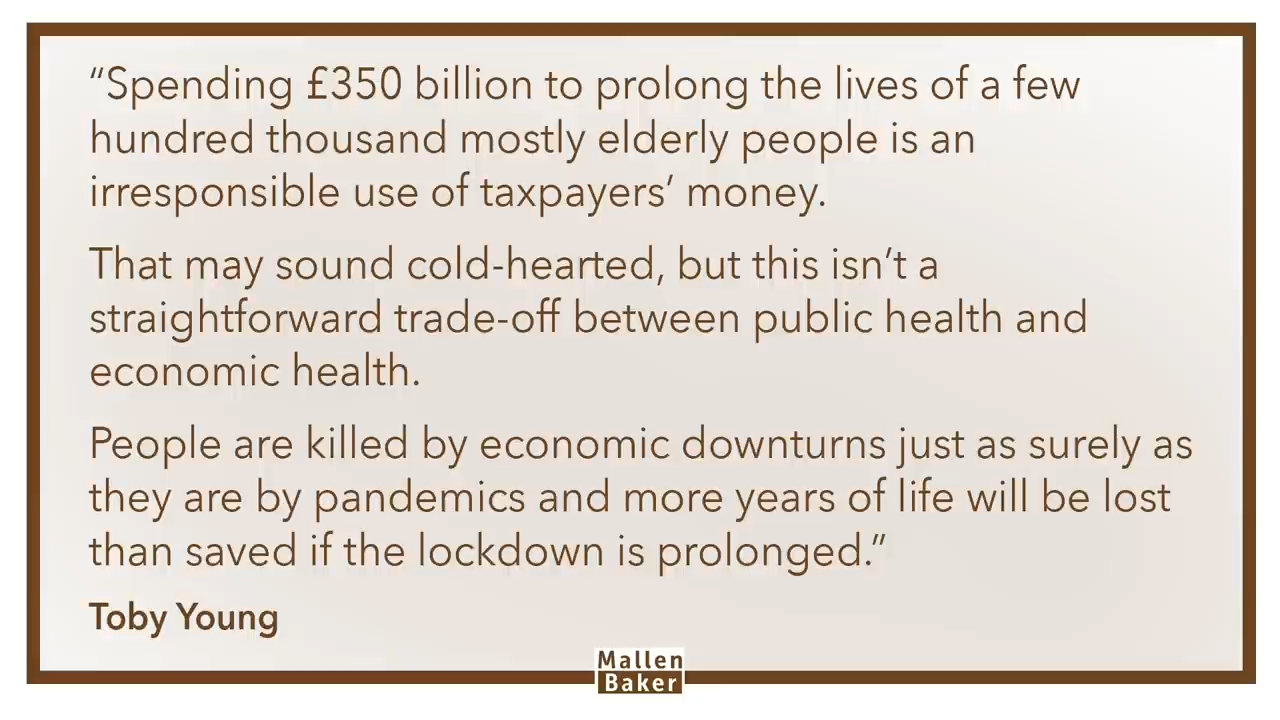 “Spending £350 billion to prolong the lives of a few
hundred thousand mostly elderly people is an
irresponsible use of taxpayers’ money.
That may sound cold-hearted, but this isn’t a
straightforward trade-off between public health and
economic health.
People are killed by economic downturns just as surely as
they are by pandemics and more years of life will be lost
than saved if the lockdown is prolonged.”
Toby Young
Mallen
Baker